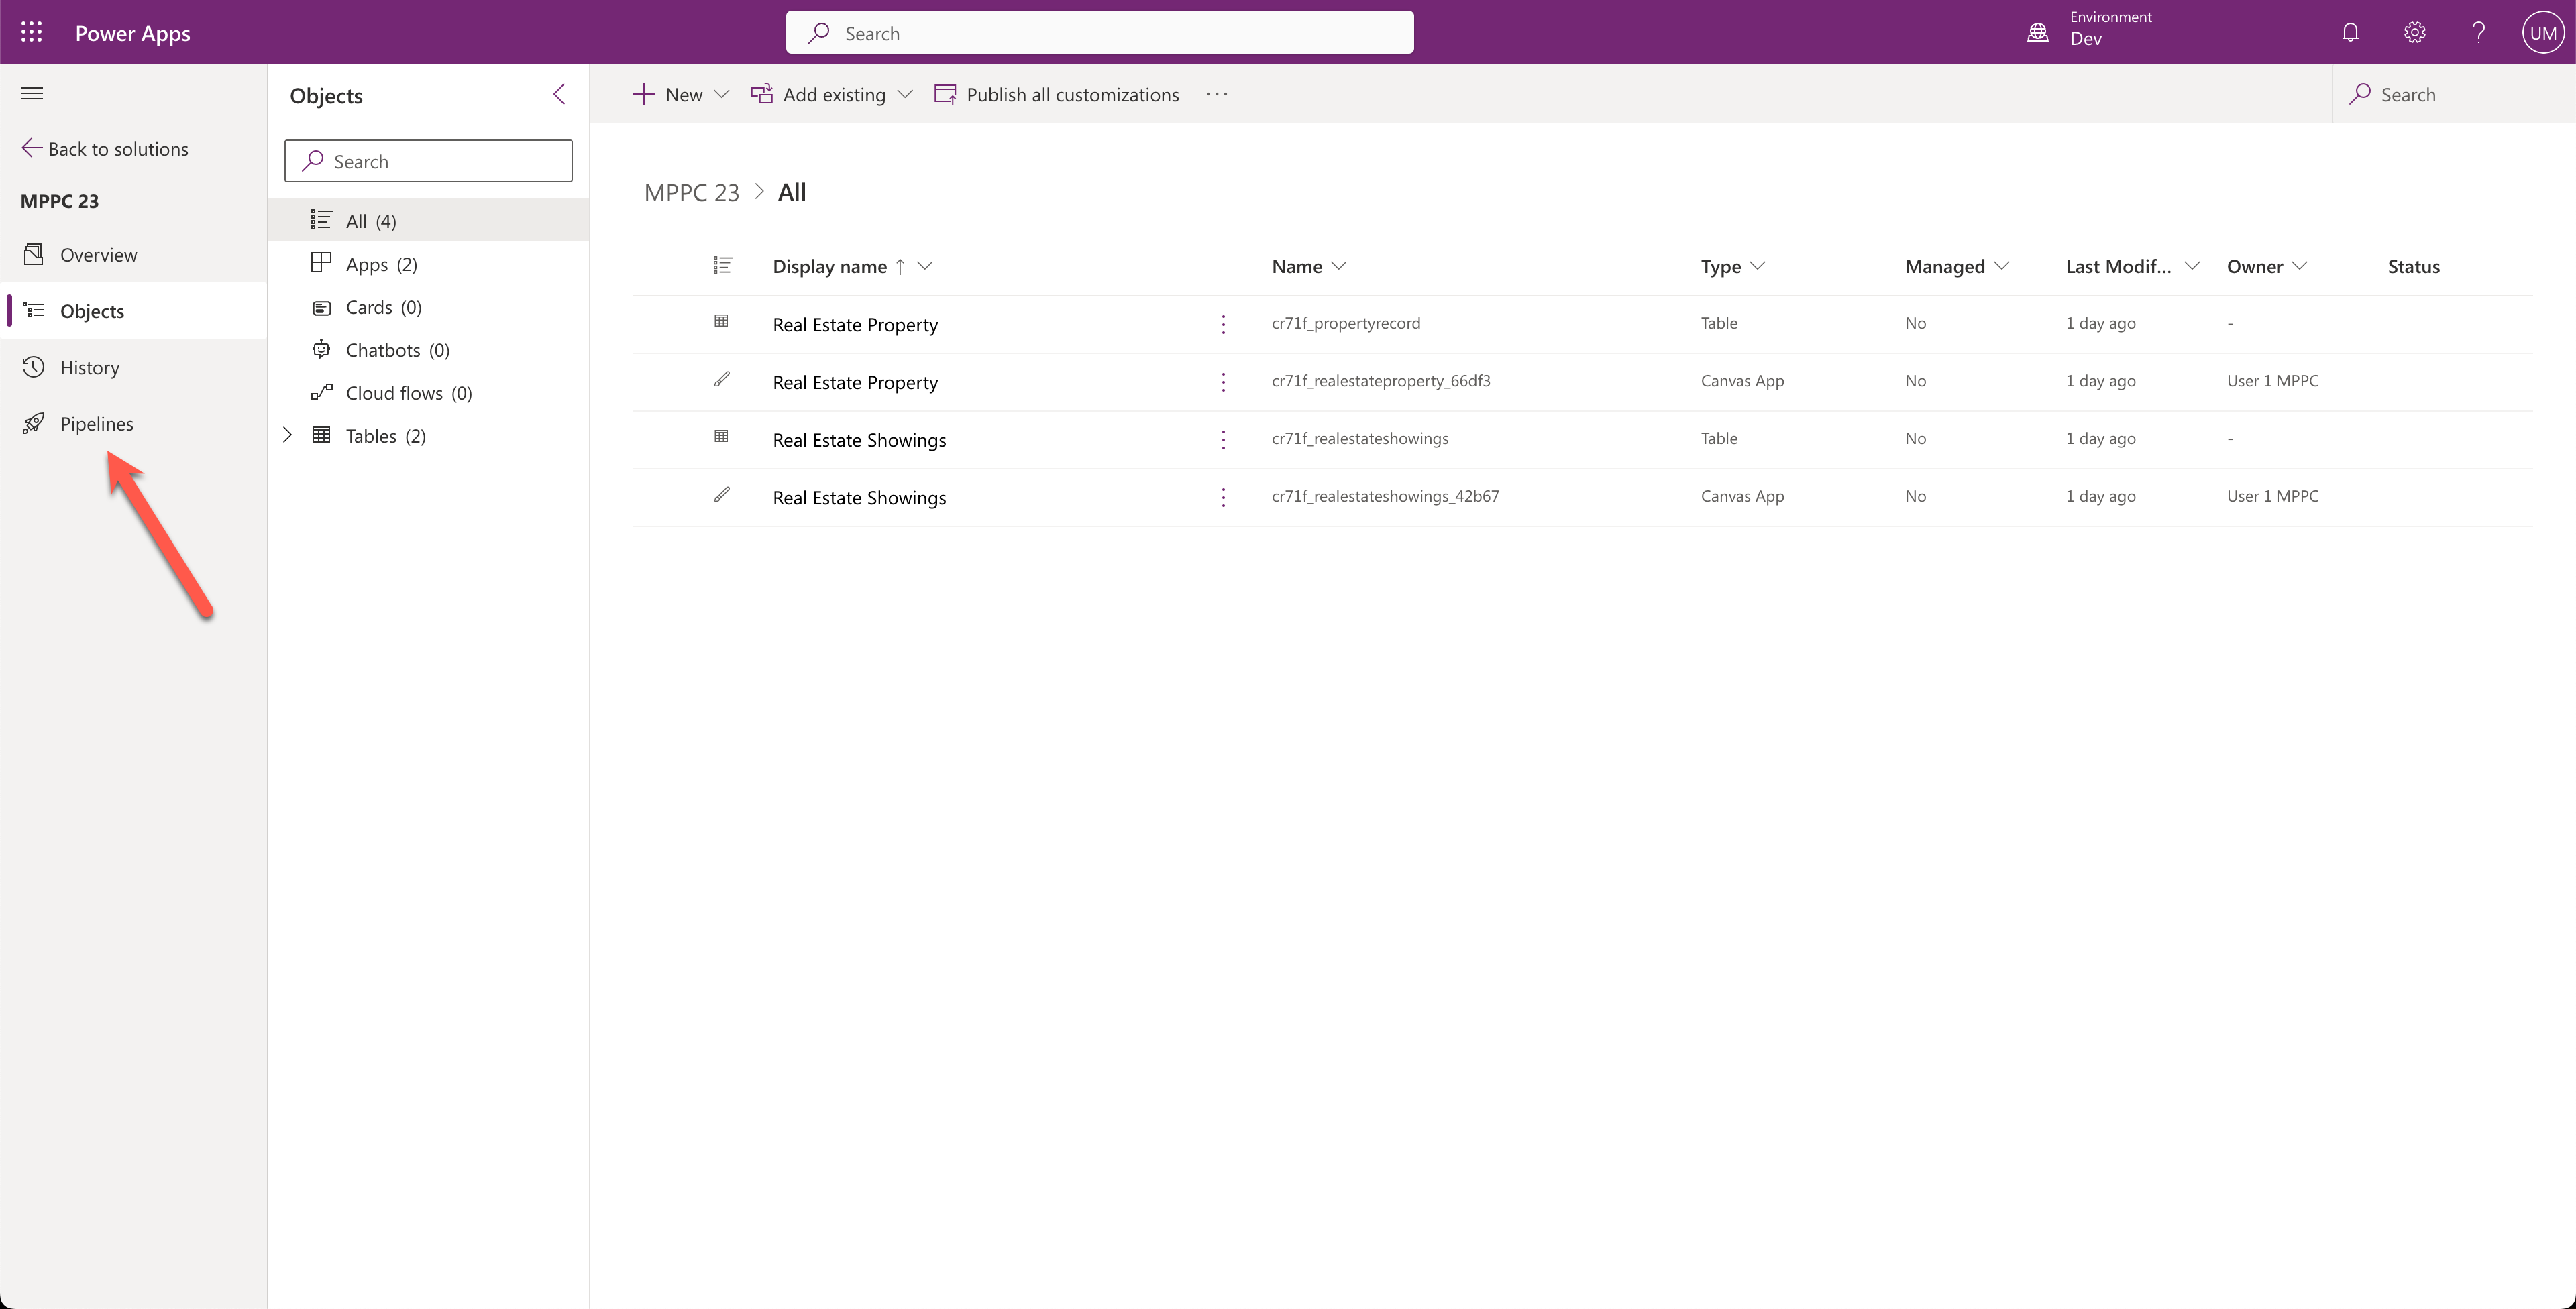 Power Apps
Search
Environment
Dev
UM
Objects
New
Add existing
Publish all customizations
Search
Back to solutions
Search
MPPC 23
Overview
Objects
History
Pipelines
All (4)
Apps (2)
Cards (0)
Chatbots (0)
Cloud flows (0)
Tables (2)
MPPC 23 > All
Display name ↑ Name Type Managed Last Modif... Owner Status
Real Estate Property cr71f_propertyrecord Table No 1 day ago -
Real Estate Property cr71f_realestateproperty_66df3 Canvas App No 1 day ago User 1 MPPC
Real Estate Showings cr71f_realestateshowings Table No 1 day ago -
Real Estate Showings cr71f_realestateshowings_42b67 Canvas App No 1 day ago User 1 MPPC